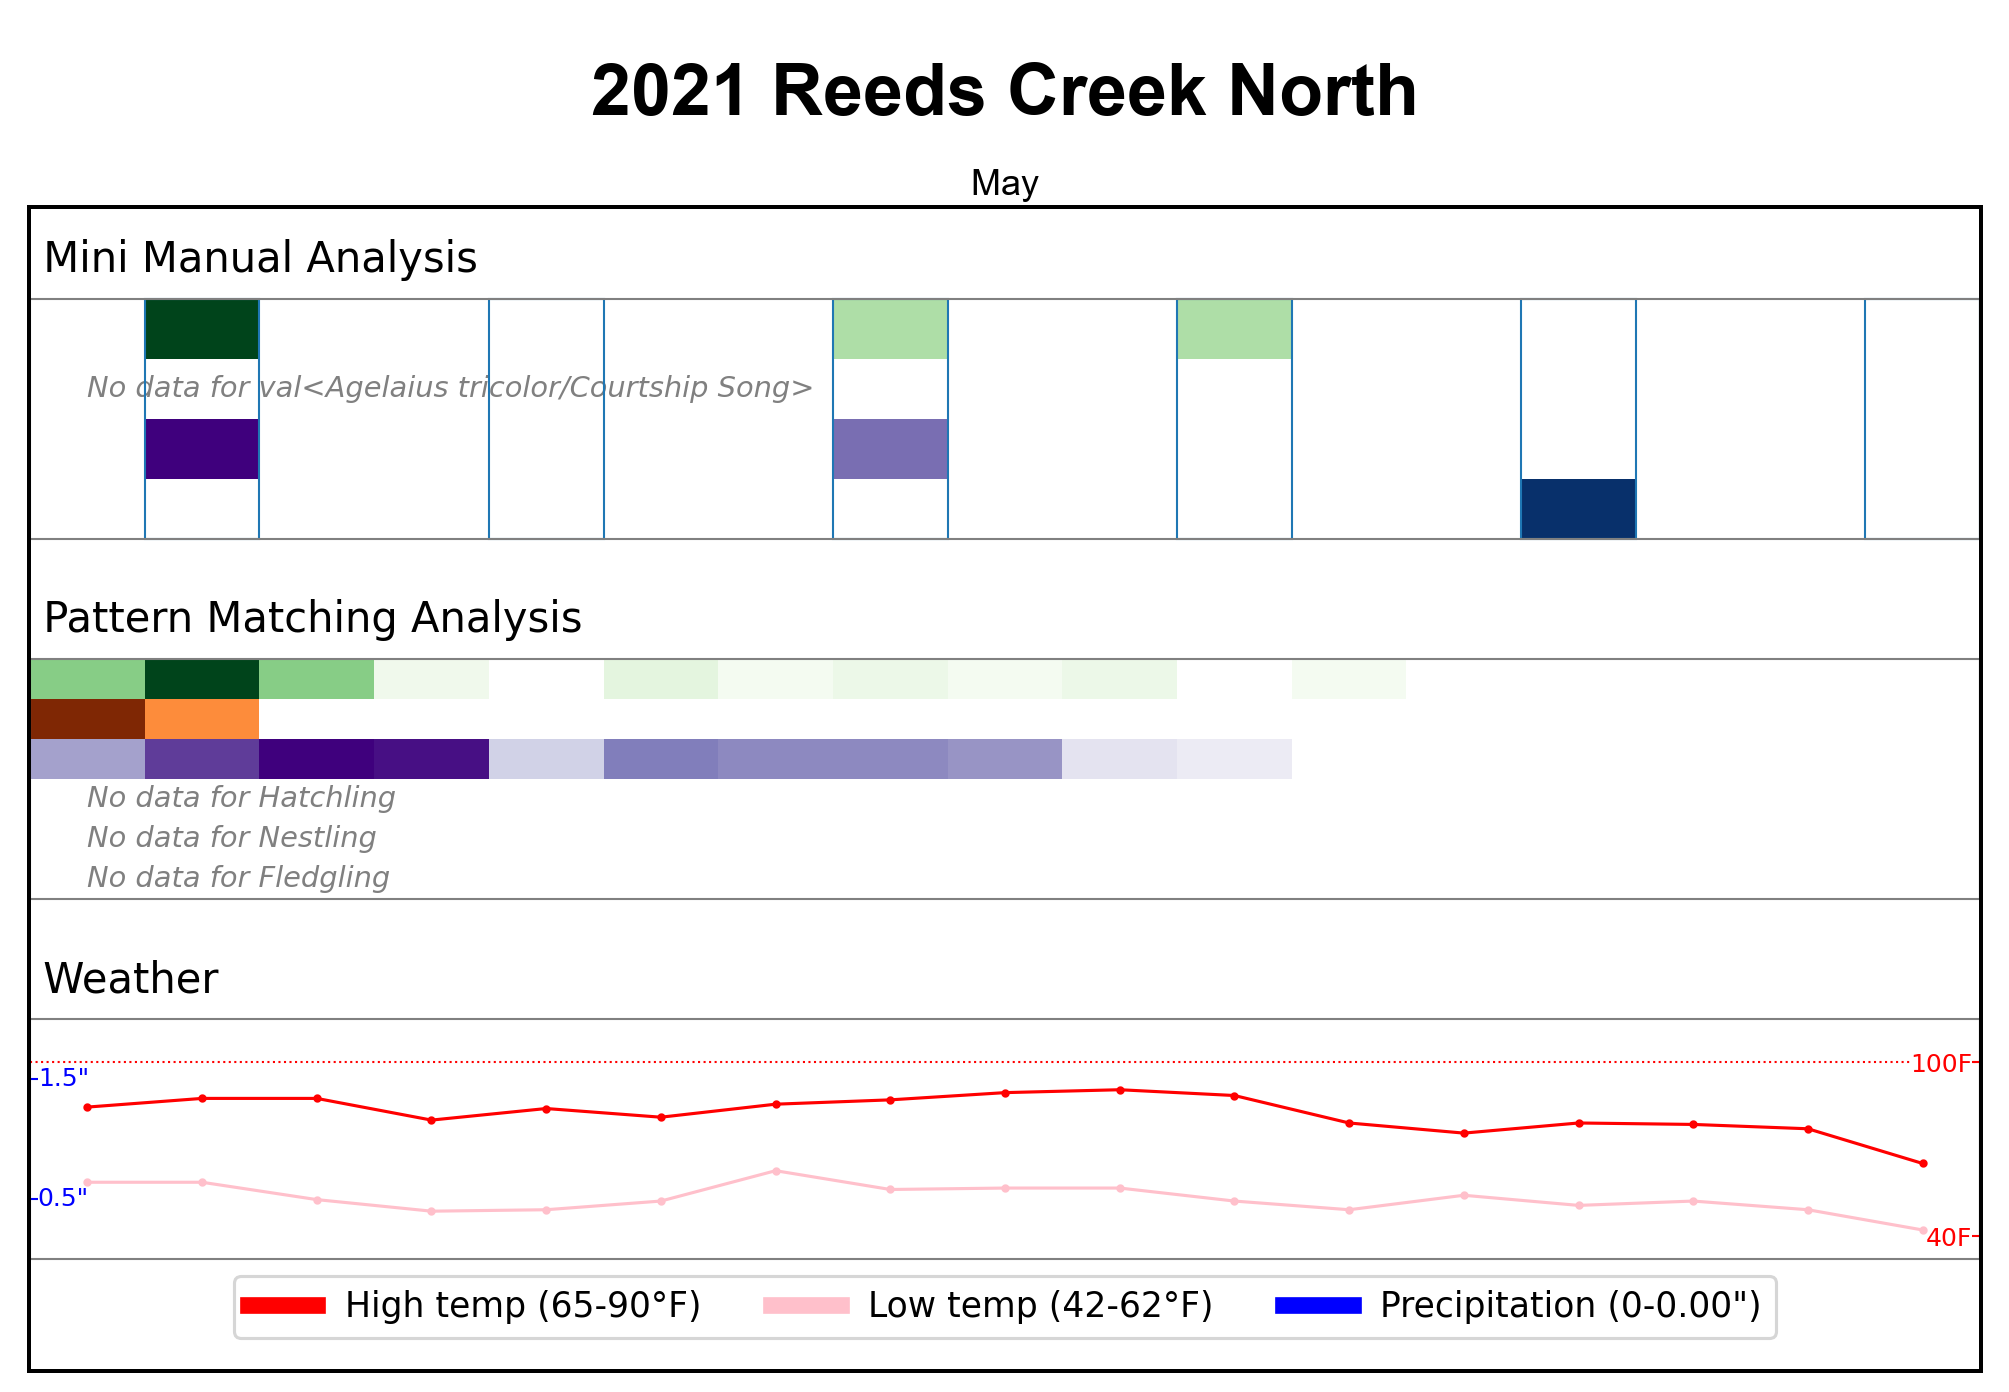 2021 Reeds Creek North
May
Mini Manual Analysis
No data for val<Agelaius tricolor/Courtship Song>
Pattern Matching Analysis
No data for Hatchling
No data for Nestling
No data for Fledgling
Weather
100F
1.5"
0.5"
40F
High temp (65-90°F) Low temp (42-62°F) Precipitation (0-0.00")